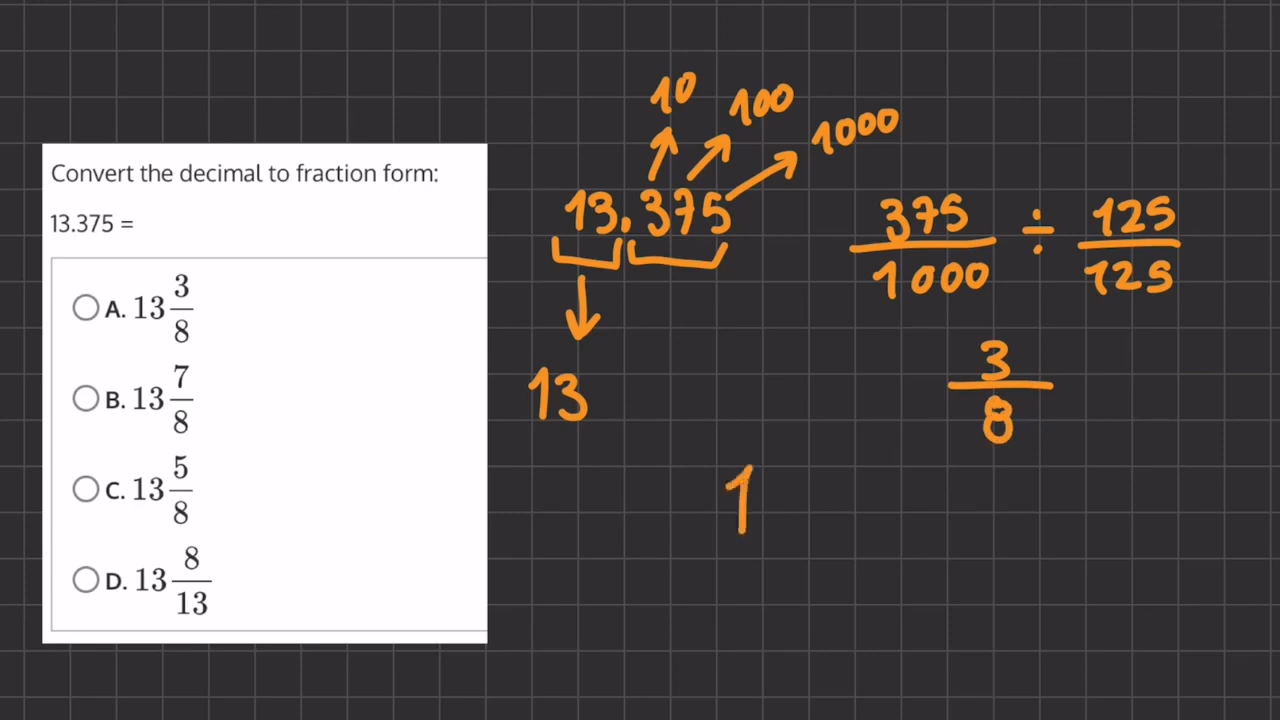 Convert the decimal to fraction form:
13.375 =
A. 13 3/8
B. 13 7/8
C. 13 5/8
D. 13 8/13
10 100 1000
13.375
375/1000 ÷ 125/125
13
3/8
1